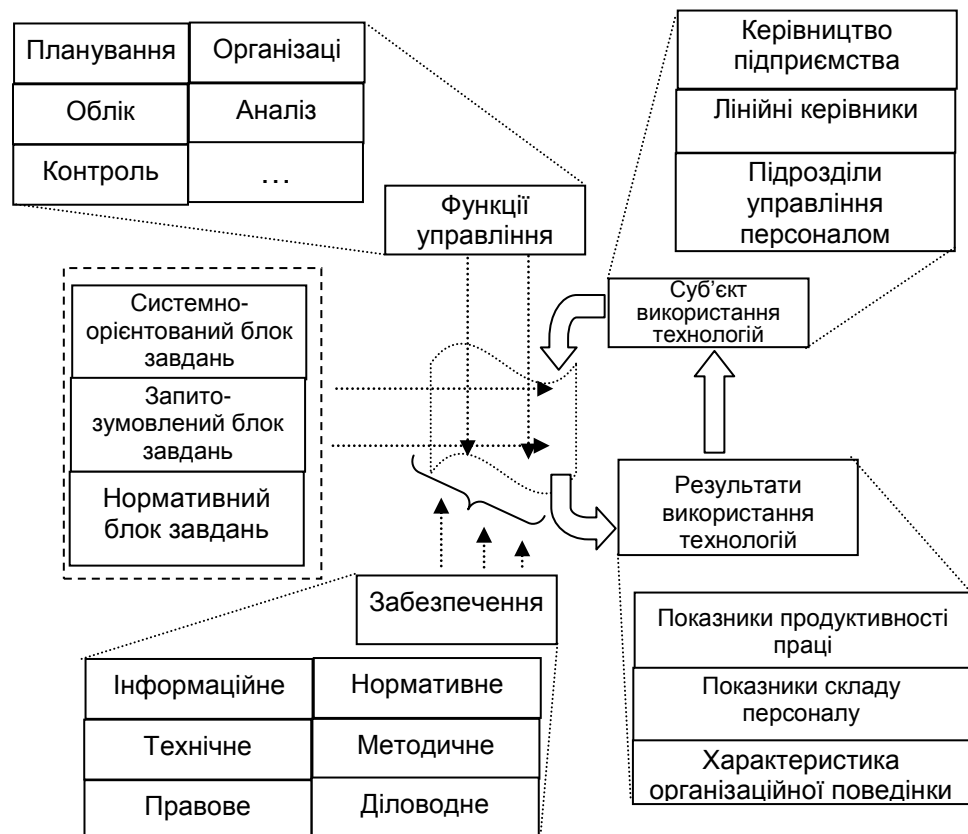 Планування
Організаці
Облік
Аналіз
Контроль
…
Керівництво
підприємства
Лінійні керівники
Підрозділи
управління
персоналом
Функції
управління
Системно-
орієнтований блок
завдань
Запито-
зумовлений блок
завдань
Нормативний
блок завдань
Суб’єкт
використання
технологій
Результати
використання
технологій
Забезпечення
Інформаційне
Нормативне
Технічне
Методичне
Правове
Діловодне
Показники продуктивності
праці
Показники складу
персоналу
Характеристика
організаційної поведінки